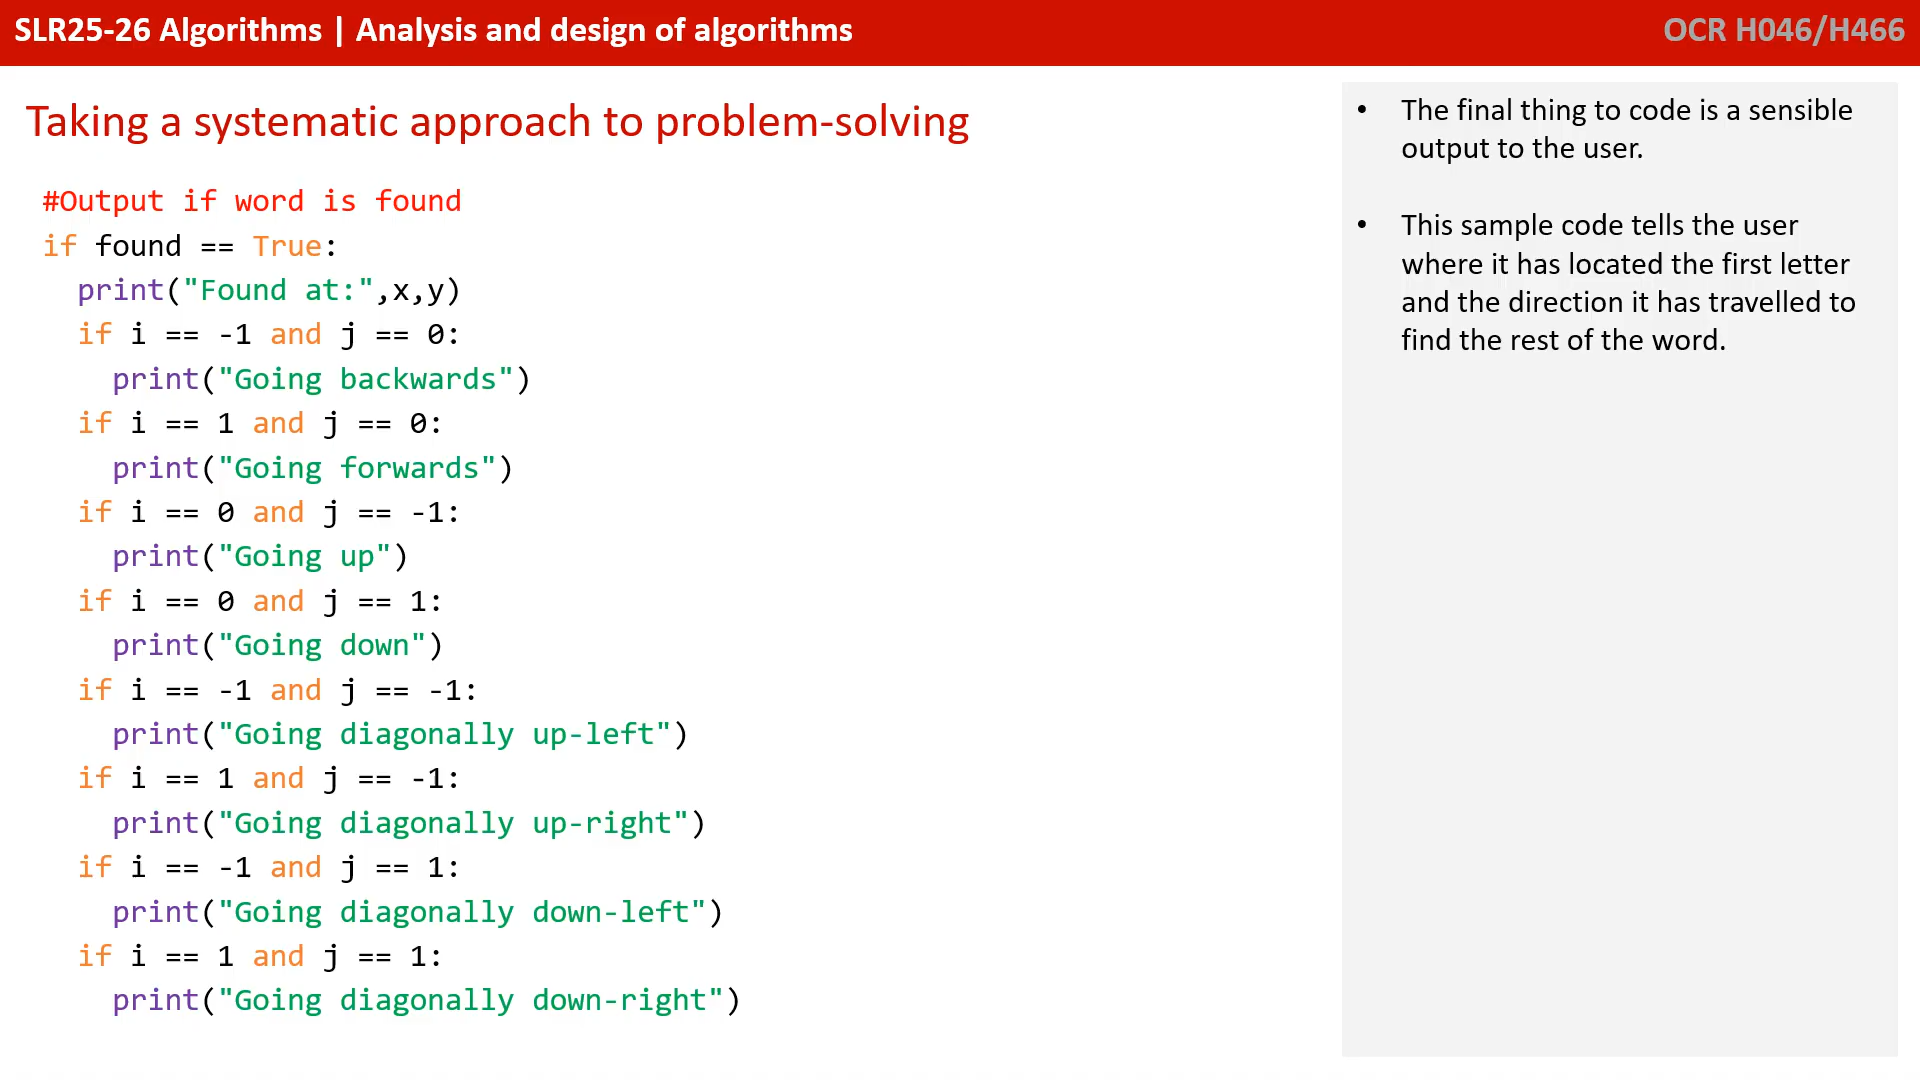 SLR25-26 Algorithms | Analysis and design of algorithms
OCR H046/H466
Taking a systematic approach to problem-solving
#Output if word is found
if found == True:
  print("Found at:",x,y)
  if i == -1 and j == 0:
    print("Going backwards")
  if i == 1 and j == 0:
    print("Going forwards")
  if i == 0 and j == -1:
    print("Going up")
  if i == 0 and j == 1:
    print("Going down")
  if i == -1 and j == -1:
    print("Going diagonally up-left")
  if i == 1 and j == -1:
    print("Going diagonally up-right")
  if i == -1 and j == 1:
    print("Going diagonally down-left")
  if i == 1 and j == 1:
    print("Going diagonally down-right")
• The final thing to code is a sensible
output to the user.
• This sample code tells the user
where it has located the first letter
and the direction it has travelled to
find the rest of the word.